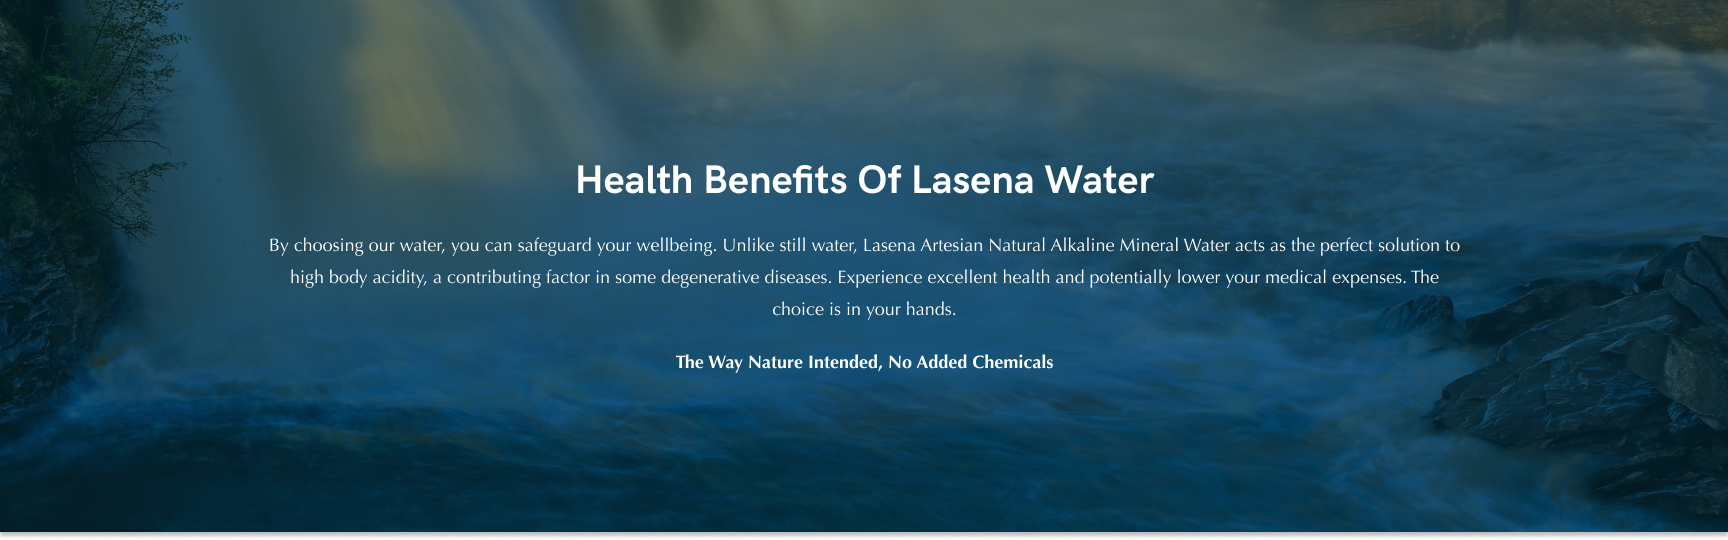 Health Benefits Of Lasena Water
By choosing our water, you can safeguard your wellbeing. Unlike still water, Lasena Artesian Natural Alkaline Mineral Water acts as the perfect solution to
high body acidity, a contributing factor in some degenerative diseases. Experience excellent health and potentially lower your medical expenses. The
choice is in your hands.
The Way Nature Intended, No Added Chemicals